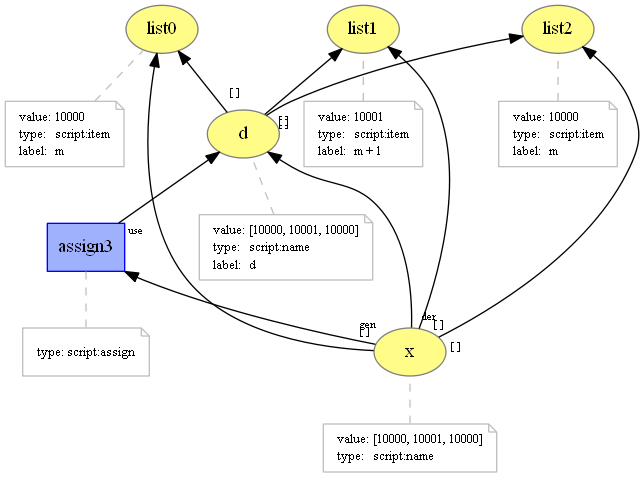 list0
list1
list2
value: 10000
type: script:item
label: m
[ ]
d
[ ]
[ ]
value: 10001
type: script:item
label: m + 1
value: 10000
type: script:item
label: m
use
assign3
value: [10000, 10001, 10000]
type: script:name
label: d
type: script:assign
gen
[ ]
der
[ ]
x
[ ]
value: [10000, 10001, 10000]
type: script:name